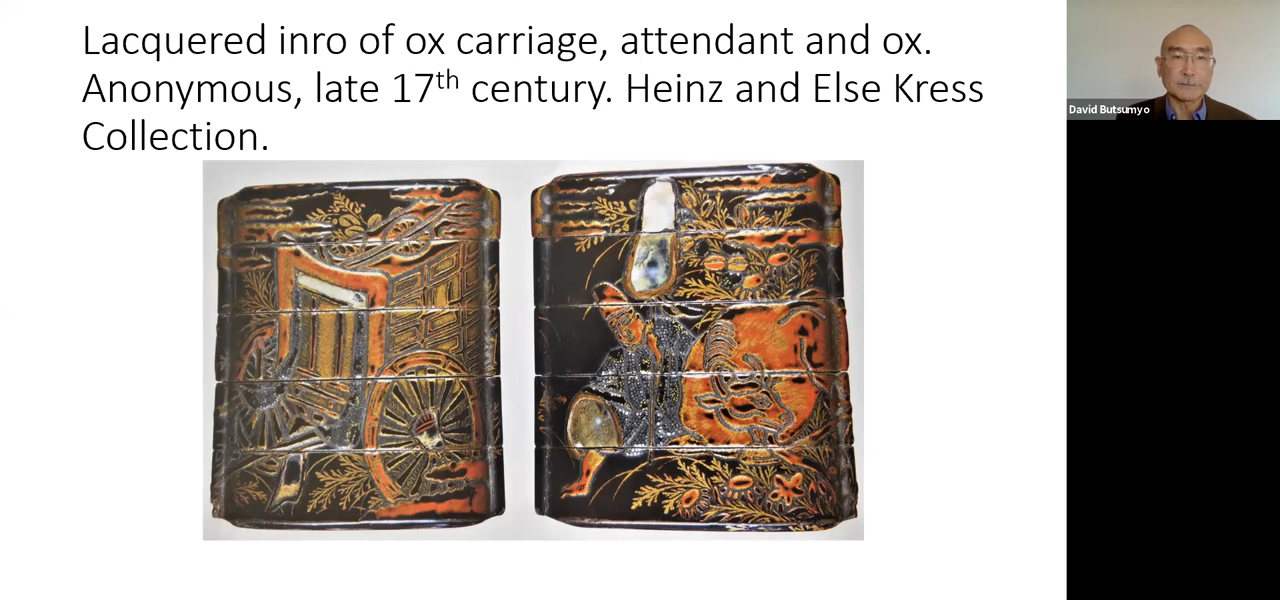 Lacquered inro of ox carriage, attendant and ox.
Anonymous, late 17th century. Heinz and Else Kress
Collection.
David Butsumyo